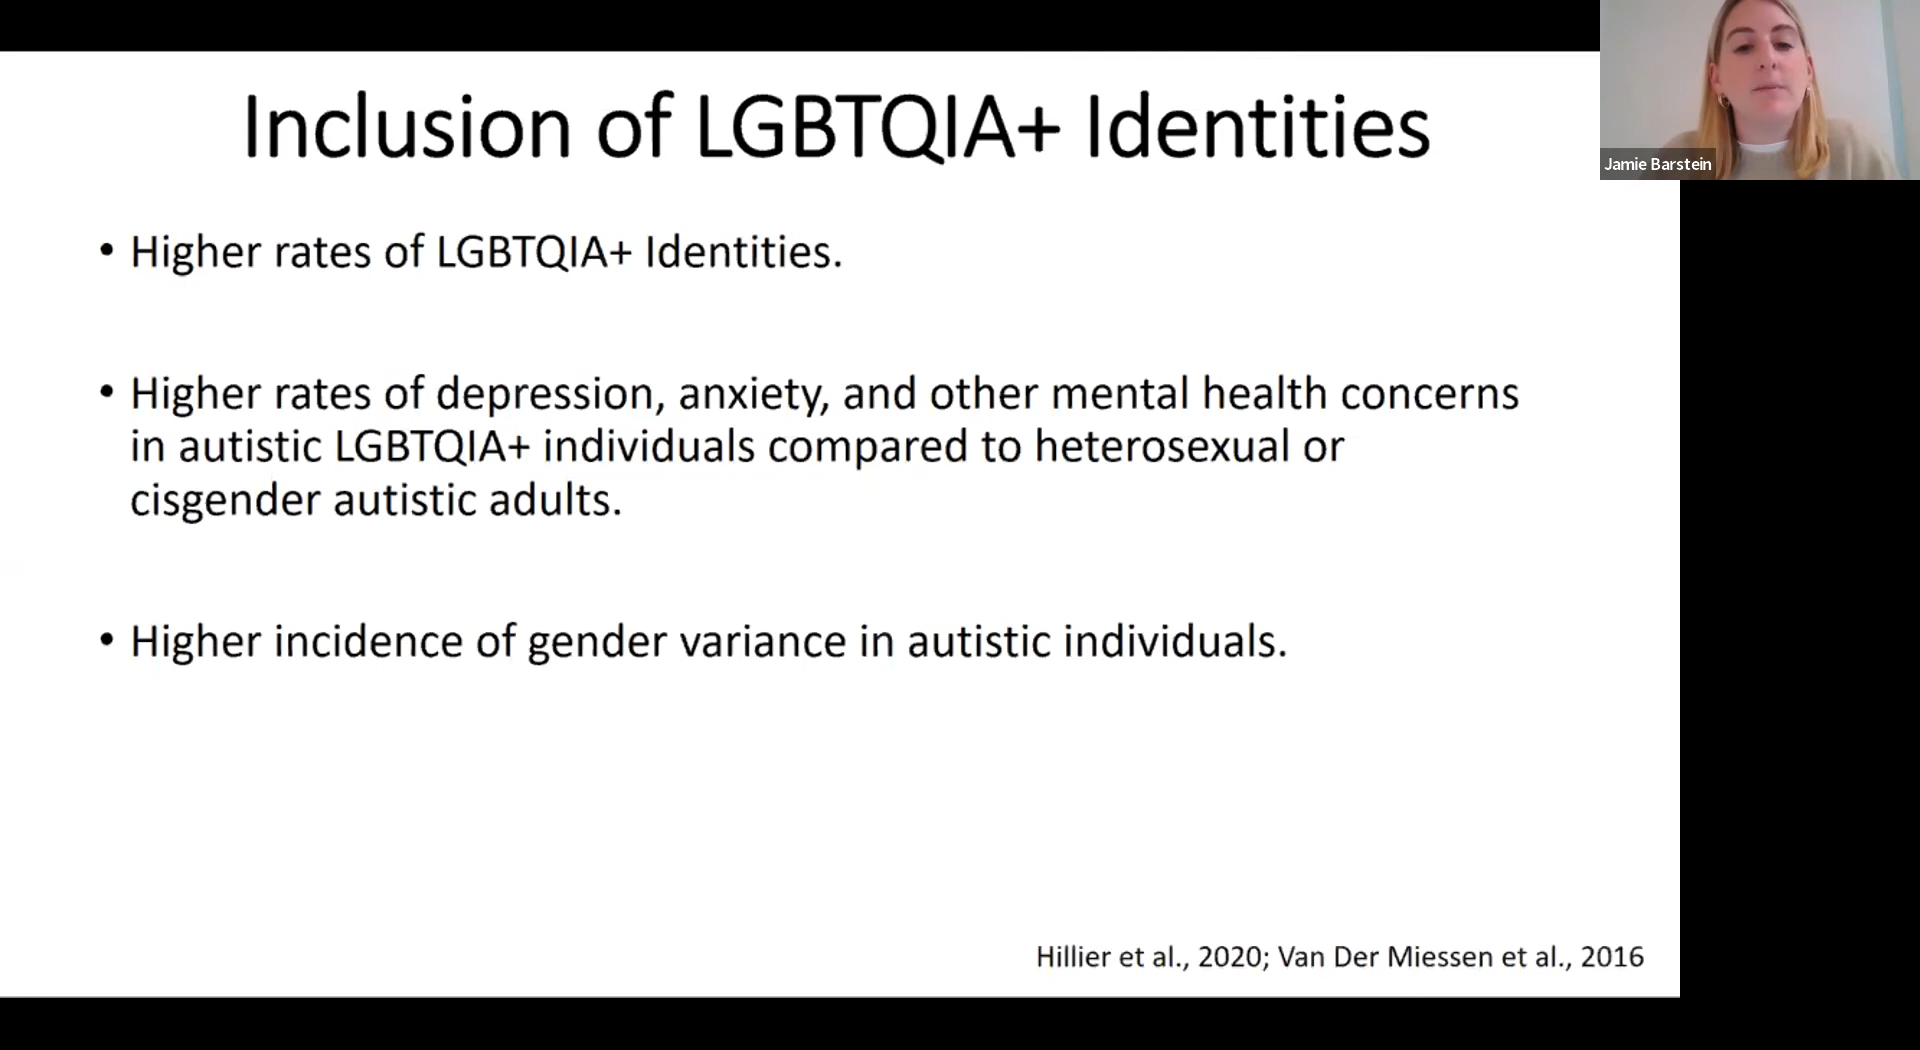 Inclusion of LGBTQIA+ Identities
• Higher rates of LGBTQIA+ Identities.
• Higher rates of depression, anxiety, and other mental health concerns
in autistic LGBTQIA+ individuals compared to heterosexual or
cisgender autistic adults.
• Higher incidence of gender variance in autistic individuals.
Hillier et al., 2020; Van Der Miessen et al., 2016
Jamie Barstein